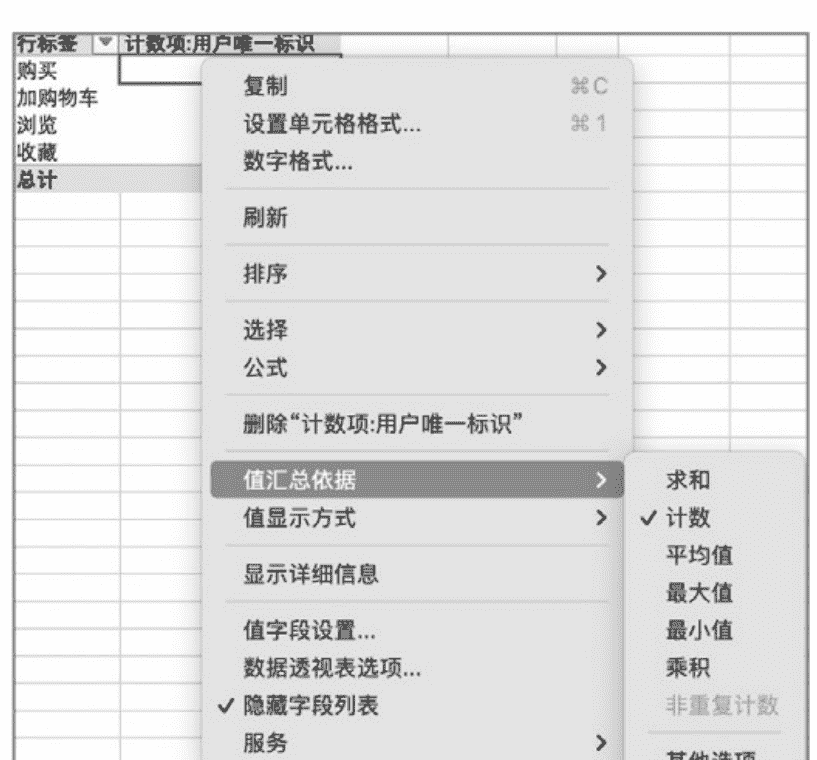 行标签 计数项:用户唯一标识
购买
加购物车
浏览
收藏
总计
复制 ⌘C
设置单元格格式... ⌘1
数字格式...
刷新
排序
选择
公式
删除“计数项:用户唯一标识”
值汇总依据
值显示方式
显示详细信息
值字段设置...
数据透视表选项...
隐藏字段列表
服务
求和
计数
平均值
最大值
最小值
乘积
非重复计数
其他选项